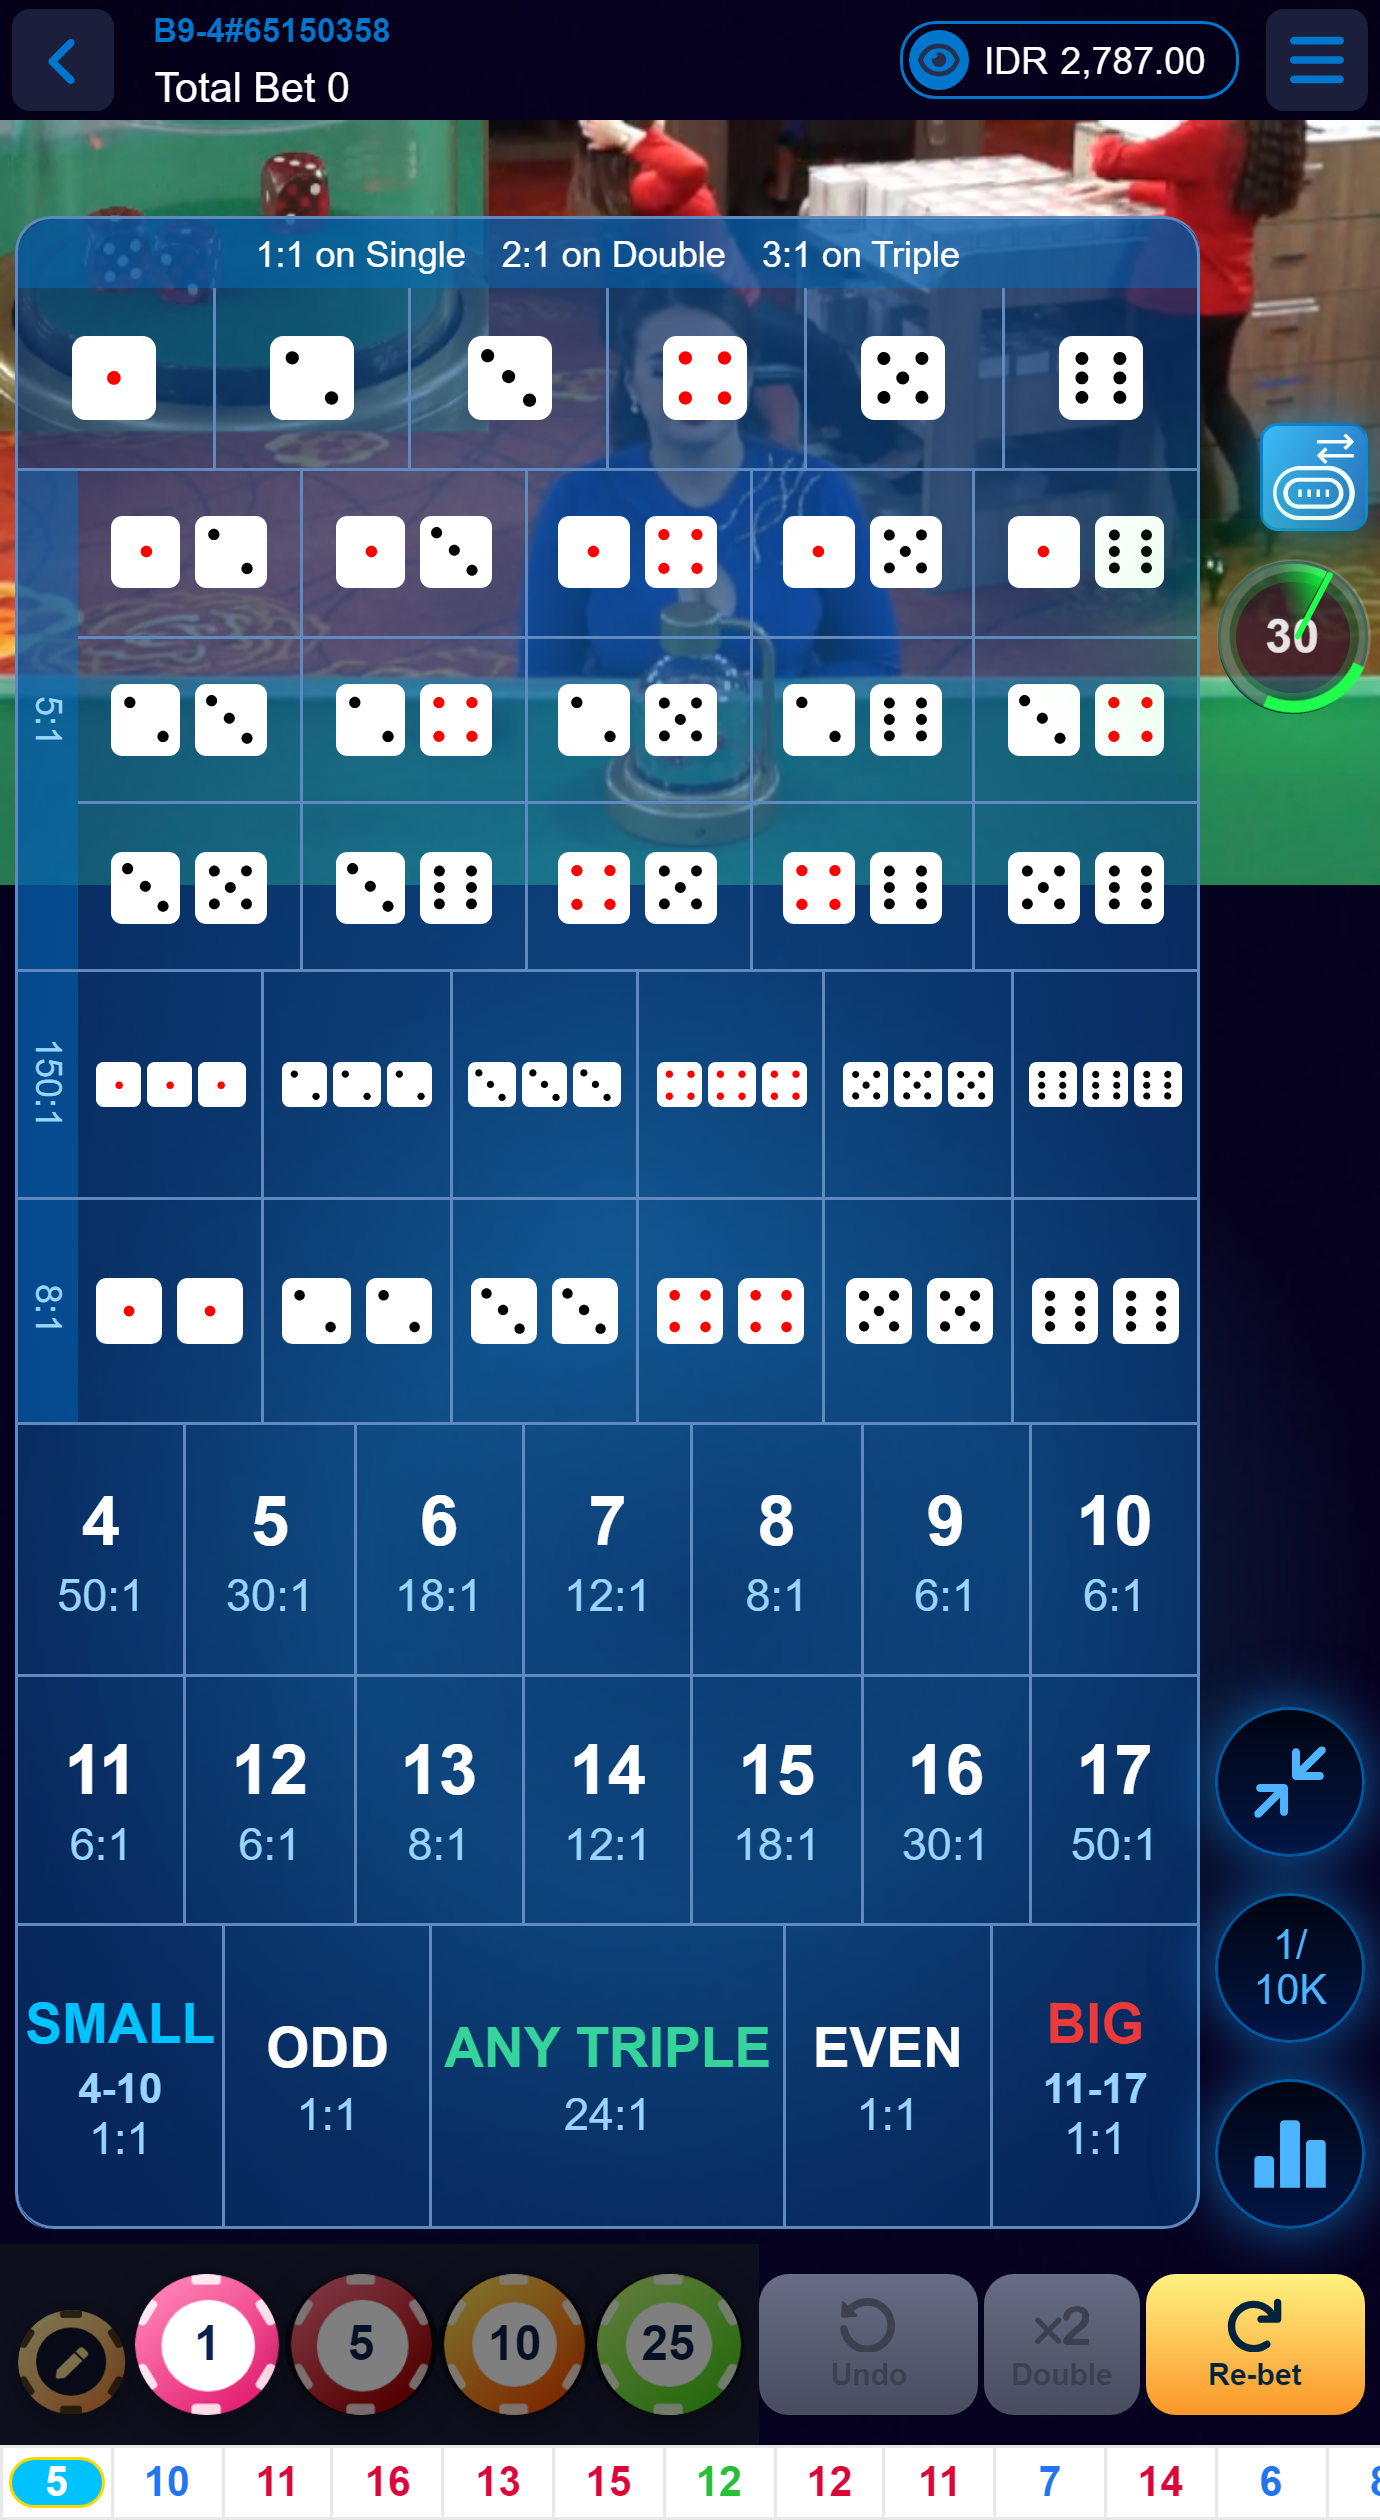 B9-4#65150358
Total Bet 0
IDR 2,787.00
1:1 on Single 2:1 on Double 3:1 on Triple
30
5:1
150:1
8:1
4 5 6 7 8 9 10
50:1 30:1 18:1 12:1 8:1 6:1 6:1
11 12 13 14 15 16 17
6:1 6:1 8:1 12:1 18:1 30:1 50:1
1/
10K
SMALL ODD ANY TRIPLE EVEN BIG
4-10 11-17
1:1 1:1 24:1 1:1 1:1
1 5 10 25
Undo
x2
Double
Re-bet
5 10 11 16 13 15 12 12 11 7 14 6